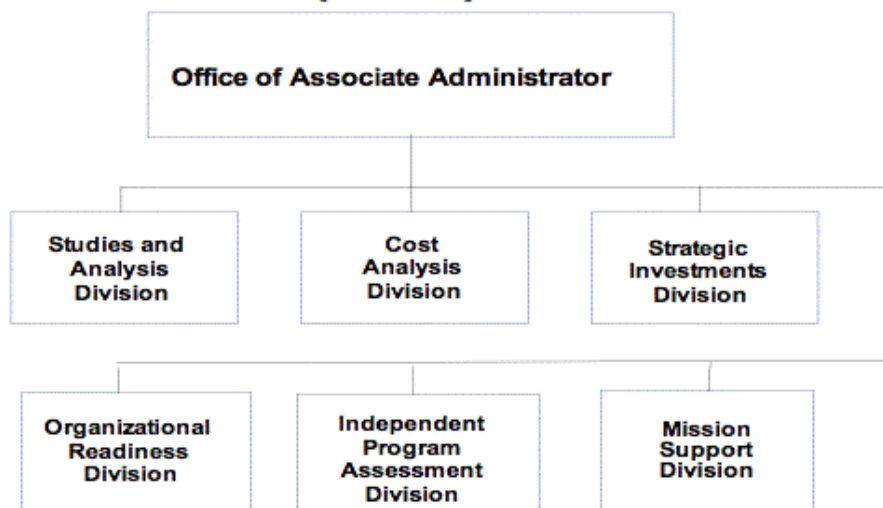 Office of Associate Administrator
Studies and
Analysis
Division
Cost
Analysis
Division
Strategic
Investments
Division
Organizational
Readiness
Division
Independent
Program
Assessment
Division
Mission
Support
Division